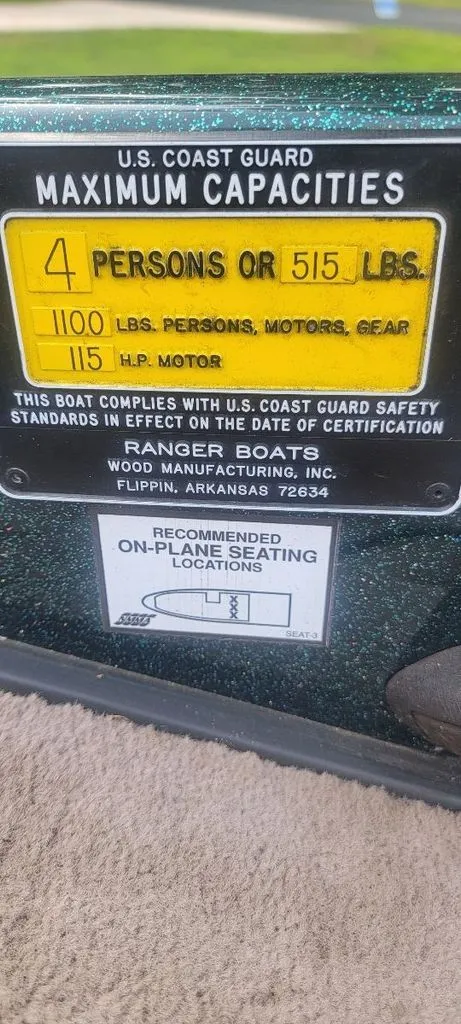 U.S. COAST GUARD
MAXIMUM CAPACITIES
4 PERSONS OR 515 LBS.
1100 LBS. PERSONS, MOTORS, GEAR
115 H.P. MOTOR
THIS BOAT COMPLIES WITH U.S. COAST GUARD SAFETY
STANDARDS IN EFFECT ON THE DATE OF CERTIFICATION
RANGER BOATS
WOOD MANUFACTURING, INC.
FLIPPIN, ARKANSAS 72634
RECOMMENDED
ON-PLANE SEATING
LOCATIONS
X
X
X
NMMA
SEAT-3